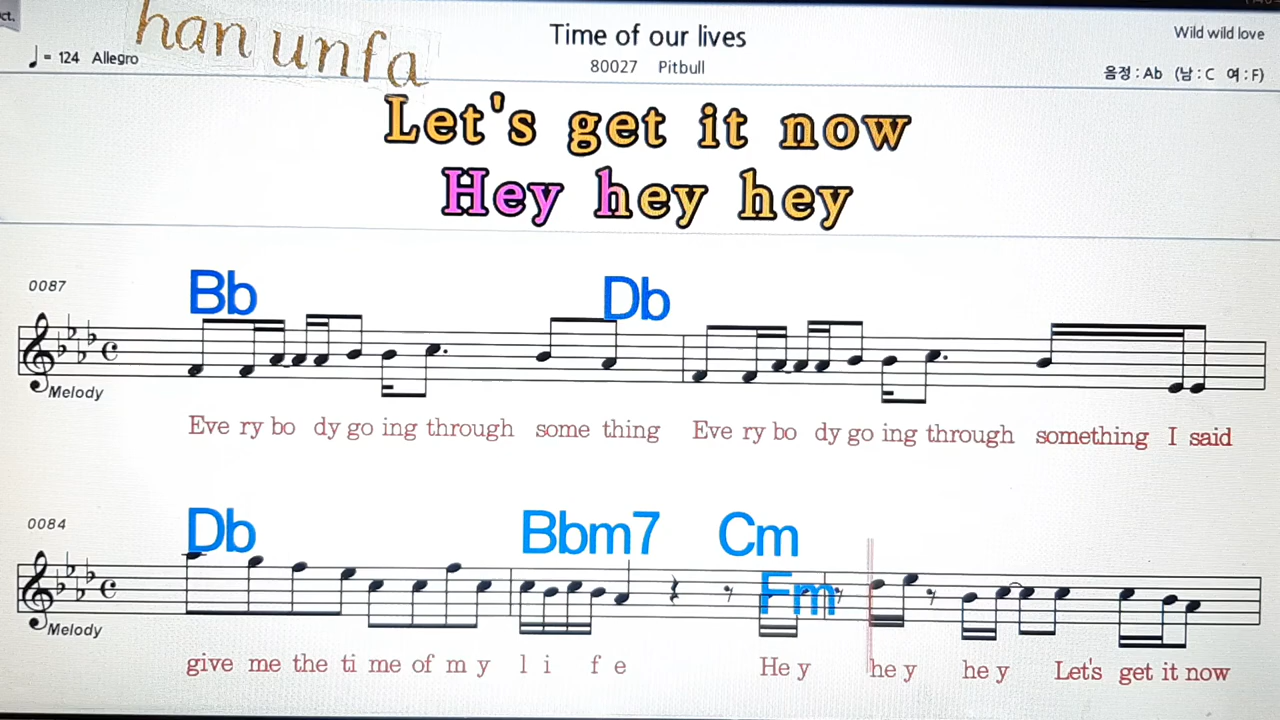 ct.
han unfa
Time of our lives
Wild wild love
♩= 124 Allegro
80027 Pitbull
음정 : Ab (남 : C 여 : F)
Let's get it now
Hey hey hey
0087
Bb Db
Melody
Eve ry bo dy go ing through some thing Eve ry bo dy go ing through something I said
0084
Db Bbm7 Cm
Fm
Melody
give me the ti me of m y l i f e He y he y he y Let's get it now